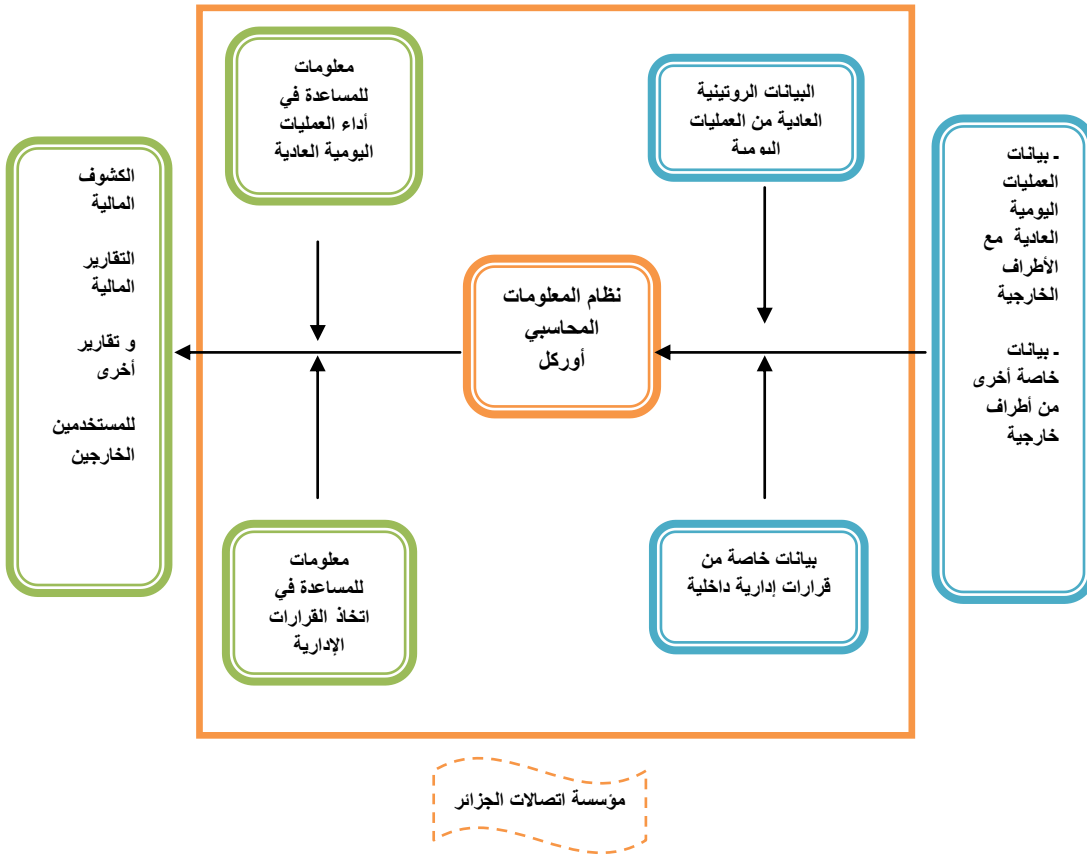 ـ بيانات
العمليات
اليومية
العادية مع
الأطراف
الخارجية
ـ بيانات
خاصة أخرى
من أطراف
خارجية
البيانات الروتينية
العادية من العمليات
اليومية
بيانات خاصة من
قرارات إدارية داخلية
نظام المعلومات
المحاسبي
أوركل
معلومات
للمساعدة في
أداء العمليات
اليومية العادية
معلومات
للمساعدة في
اتخاذ القرارات
الإدارية
الكشوف
المالية
التقارير
المالية
و تقارير
أخرى
للمستخدمين
الخارجين
مؤسسة اتصالات الجزائر